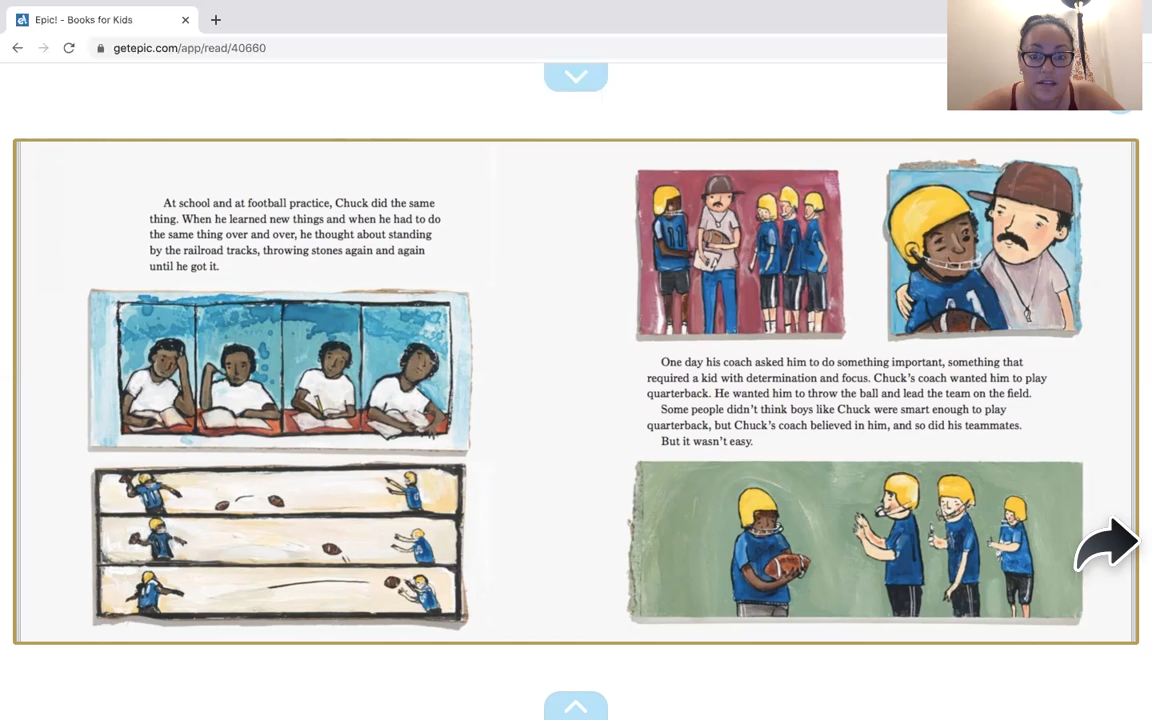 Epic! - Books for Kids
getepic.com/app/read/40660
At school and at football practice, Chuck did the same
thing. When he learned new things and when he had to do
the same thing over and over, he thought about standing
by the railroad tracks, throwing stones again and again
until he got it.
11
One day his coach asked him to do something important, something that
required a kid with determination and focus. Chuck's coach wanted him to play
quarterback. He wanted him to throw the ball and lead the team on the field.
Some people didn't think boys like Chuck were smart enough to play
quarterback, but Chuck's coach believed in him, and so did his teammates.
But it wasn't easy.